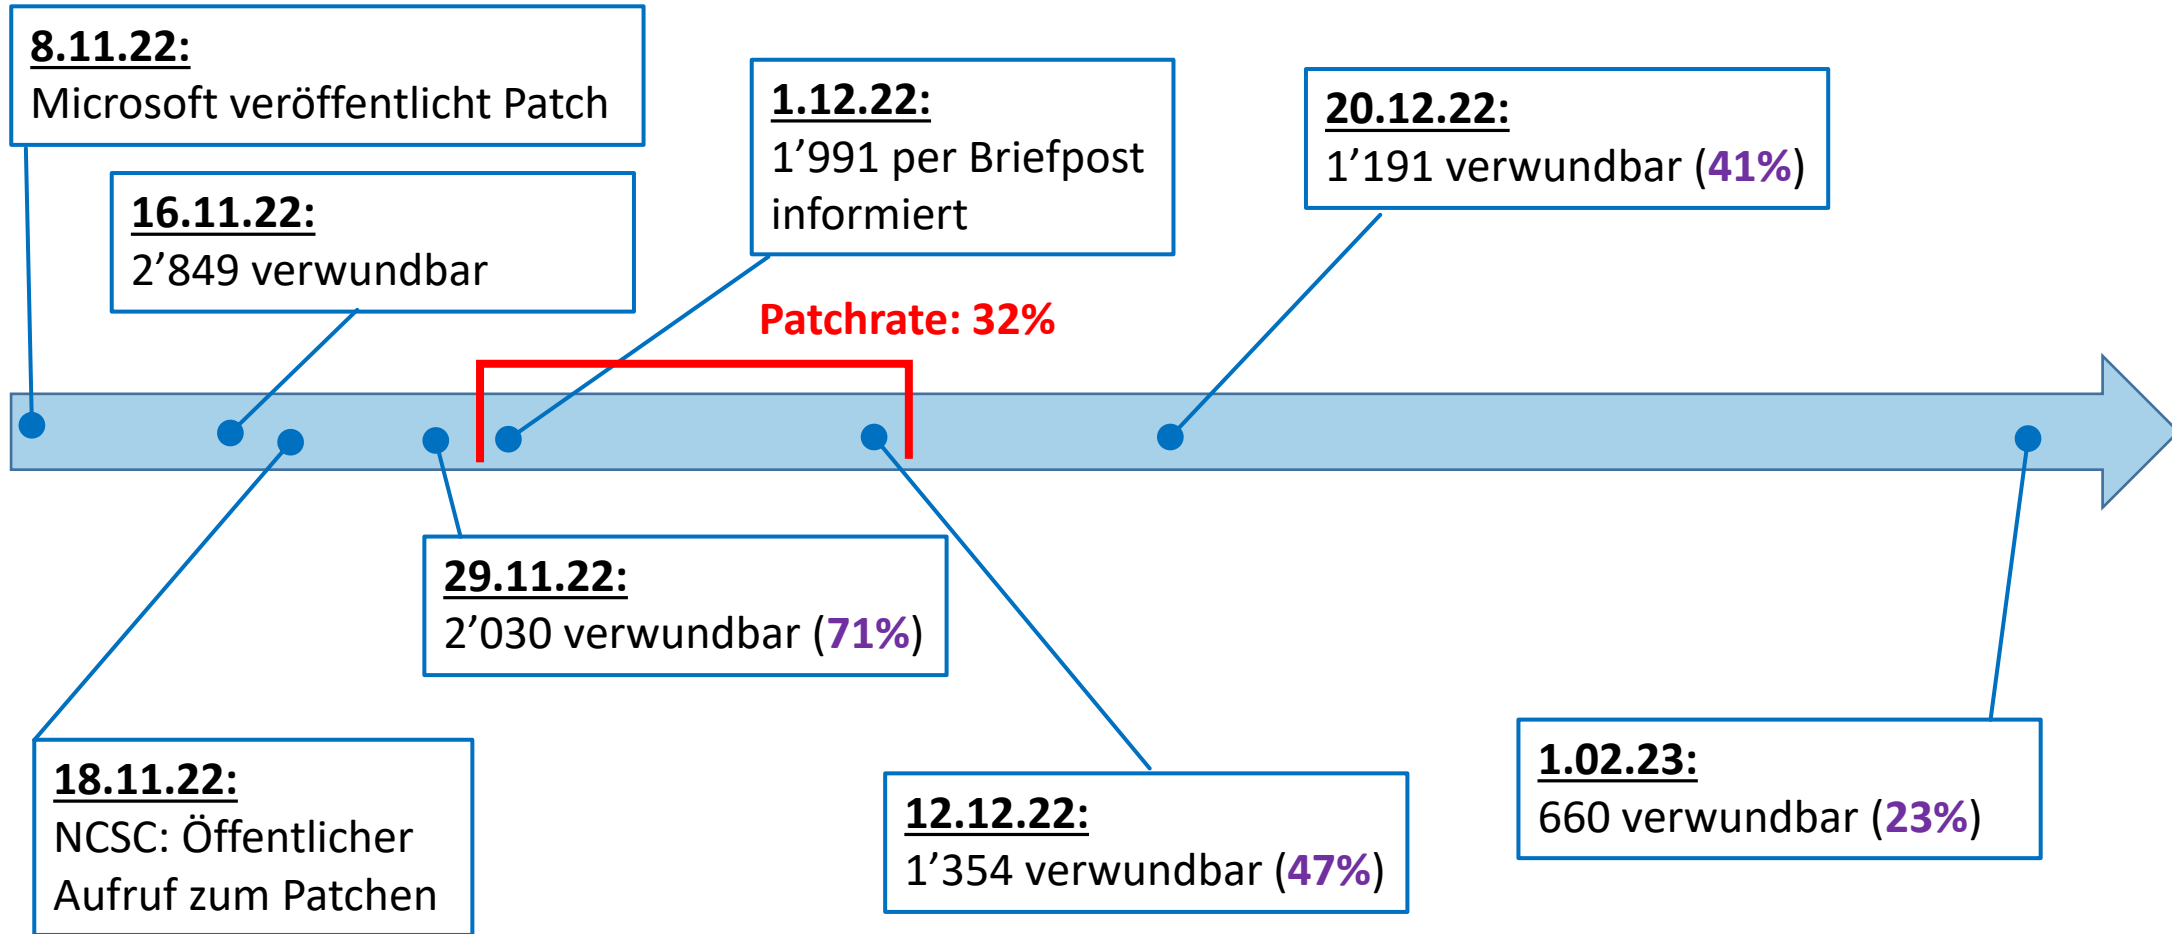 8.11.22:
Microsoft veröffentlicht Patch
16.11.22:
2’849 verwundbar
1.12.22:
1’991 per Briefpost
informiert
20.12.22:
1’191 verwundbar (41%)
Patchrate: 32%
29.11.22:
2’030 verwundbar (71%)
18.11.22:
NCSC: Öffentlicher
Aufruf zum Patchen
12.12.22:
1’354 verwundbar (47%)
1.02.23:
660 verwundbar (23%)